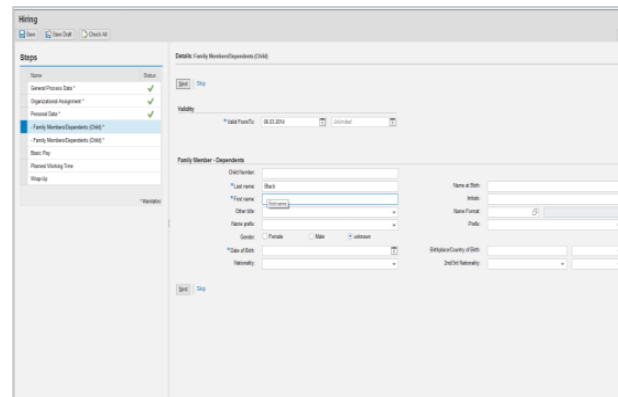 Hiring
Save Save Draft Check All
Steps
Details: Family Members/Dependents (Child)
Name Status
General Process Data *
Organizational Assignment *
Personal Data *
- Family Members/Dependents (Child) *
- Family Members/Dependents (Child) *
Basic Pay
Planned Working Time
Wrap-Up
* Mandatory
Next Skip
Validity
* Valid From/To: Unlimited
Family Member - Dependents
Child Number:
* Last name: Black Name at Birth:
* First name: Initials:
First name
Other title: Name Format:
Name prefix: Prefix:
Gender: Female Male unknown
* Date of Birth: Birthplace/Country of Birth:
Nationality: 2nd/3rd Nationality:
Next Skip